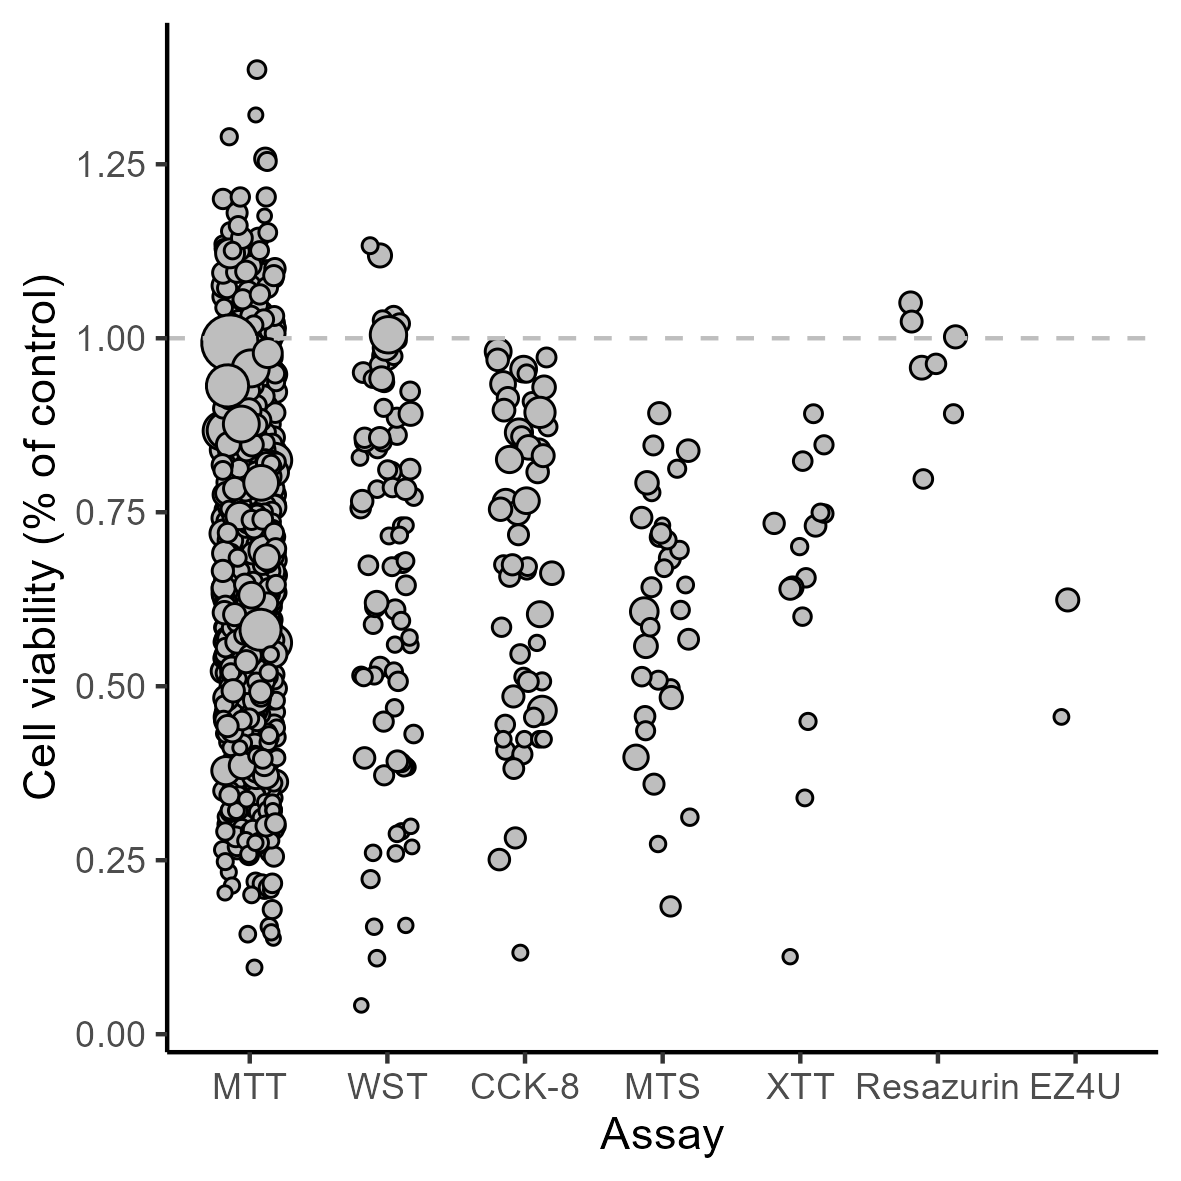 Cell viability (% of control)
1.25
1.00
0.75
0.50
0.25
0.00
MTT WST CCK-8 MTS XTT Resazurin EZ4U
Assay